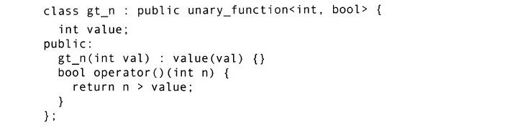 class gt_n : public unary_function<int, bool> {
int value;
public:
gt_n(int val) : value(val) {}
bool operator()(int n) {
return n > value;
}
};